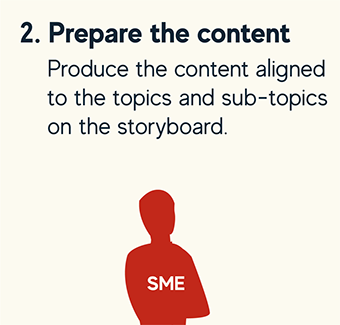 2. Prepare the content
Produce the content aligned
to the topics and sub-topics
on the storyboard.
SME